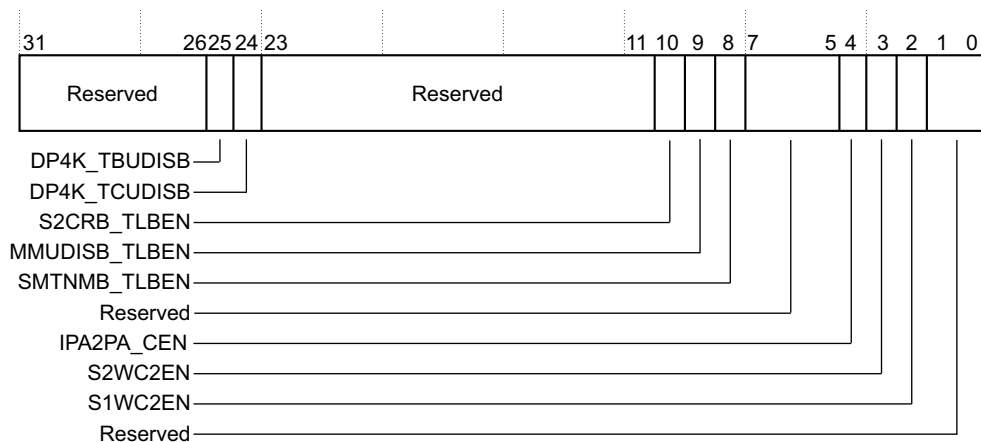 31 26 25 24 23 11 10 9 8 7 5 4 3 2 1 0
Reserved Reserved
DP4K_TBUDISB
DP4K_TCUDISB
S2CRB_TLBEN
MMUDISB_TLBEN
SMTNMB_TLBEN
Reserved
IPA2PA_CEN
S2WC2EN
S1WC2EN
Reserved